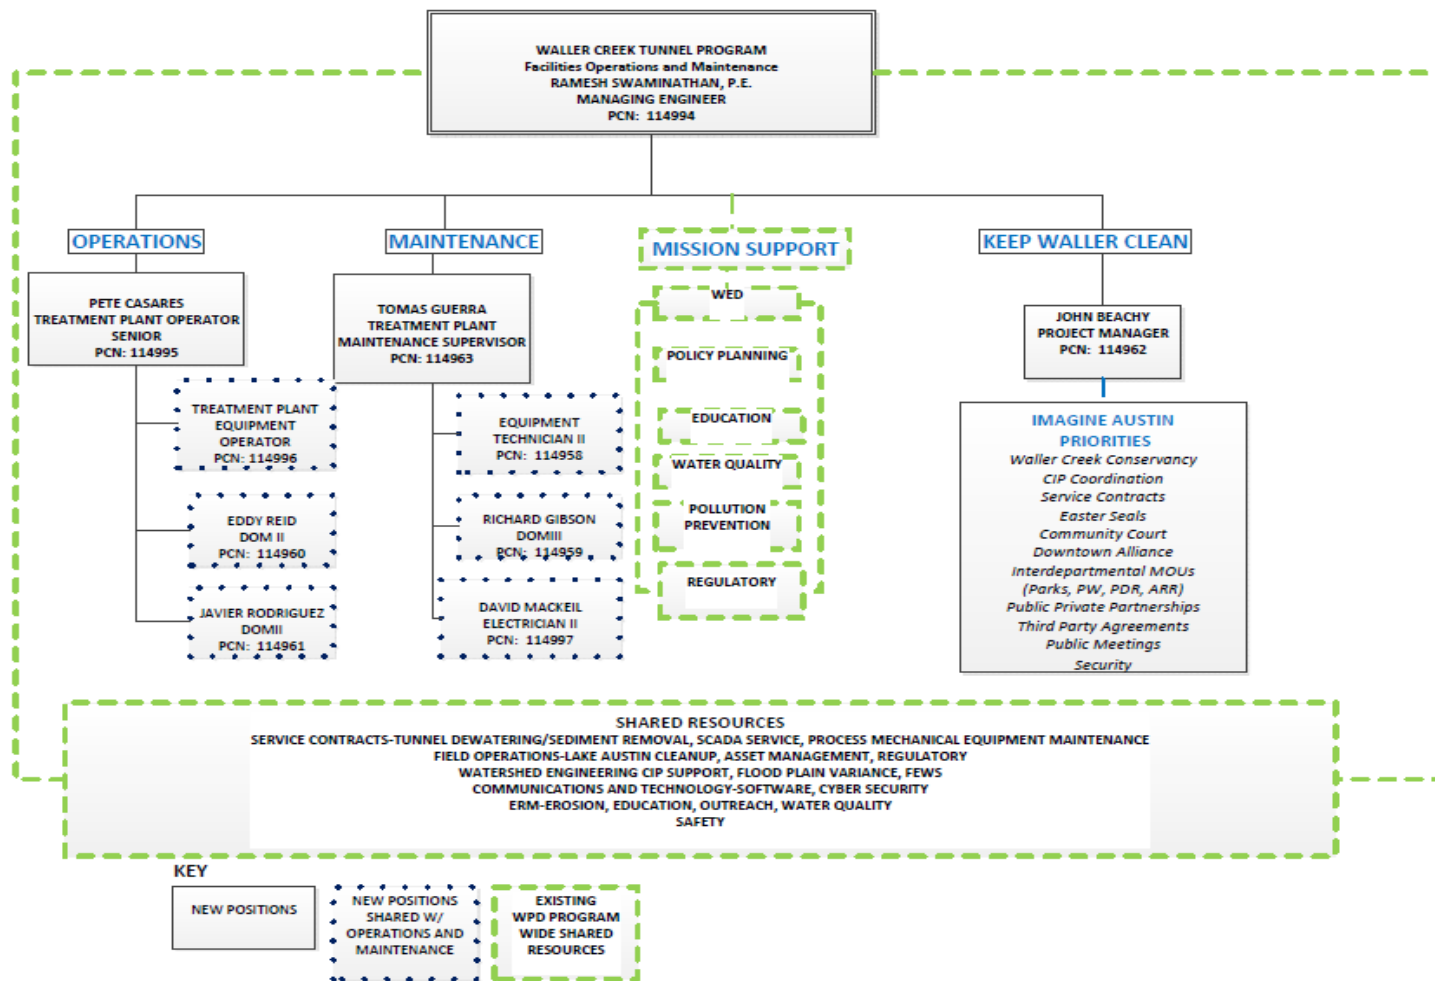 WALLER CREEK TUNNEL PROGRAM
Facilities Operations and Maintenance
RAMESH SWAMINATHAN, P.E.
MANAGING ENGINEER
PCN: 114994
OPERATIONS
PETE CASARES
TREATMENT PLANT OPERATOR
SENIOR
PCN: 114995
TREATMENT PLANT
EQUIPMENT
OPERATOR
PCN: 114996
EDDY REID
DOM II
PCN: 114960
JAVIER RODRIGUEZ
DOMII
PCN: 114961
MAINTENANCE
TOMAS GUERRA
TREATMENT PLANT
MAINTENANCE SUPERVISOR
PCN: 114963
EQUIPMENT
TECHNICIAN II
PCN: 114958
RICHARD GIBSON
DOMIII
PCN: 114959
DAVID MACKEIL
ELECTRICIAN II
PCN: 114997
MISSION SUPPORT
WED
POLICY PLANNING
EDUCATION
WATER QUALITY
POLLUTION
PREVENTION
REGULATORY
KEEP WALLER CLEAN
JOHN BEACHY
PROJECT MANAGER
PCN: 114962
IMAGINE AUSTIN
PRIORITIES
Waller Creek Conservancy
CIP Coordination
Service Contracts
Easter Seals
Community Court
Downtown Alliance
Interdepartmental MOUs
(Parks, PW, PDR, ARR)
Public Private Partnerships
Third Party Agreements
Public Meetings
Security
SHARED RESOURCES
SERVICE CONTRACTS-TUNNEL DEWATERING/SEDIMENT REMOVAL, SCADA SERVICE, PROCESS MECHANICAL EQUIPMENT MAINTENANCE
FIELD OPERATIONS-LAKE AUSTIN CLEANUP, ASSET MANAGEMENT, REGULATORY
WATERSHED ENGINEERING CIP SUPPORT, FLOOD PLAIN VARIANCE, FEWS
COMMUNICATIONS AND TECHNOLOGY-SOFTWARE, CYBER SECURITY
ERM-EROSION, EDUCATION, OUTREACH, WATER QUALITY
SAFETY
KEY
NEW POSITIONS
NEW POSITIONS
SHARED W/
OPERATIONS AND
MAINTENANCE
EXISTING
WPD PROGRAM
WIDE SHARED
RESOURCES